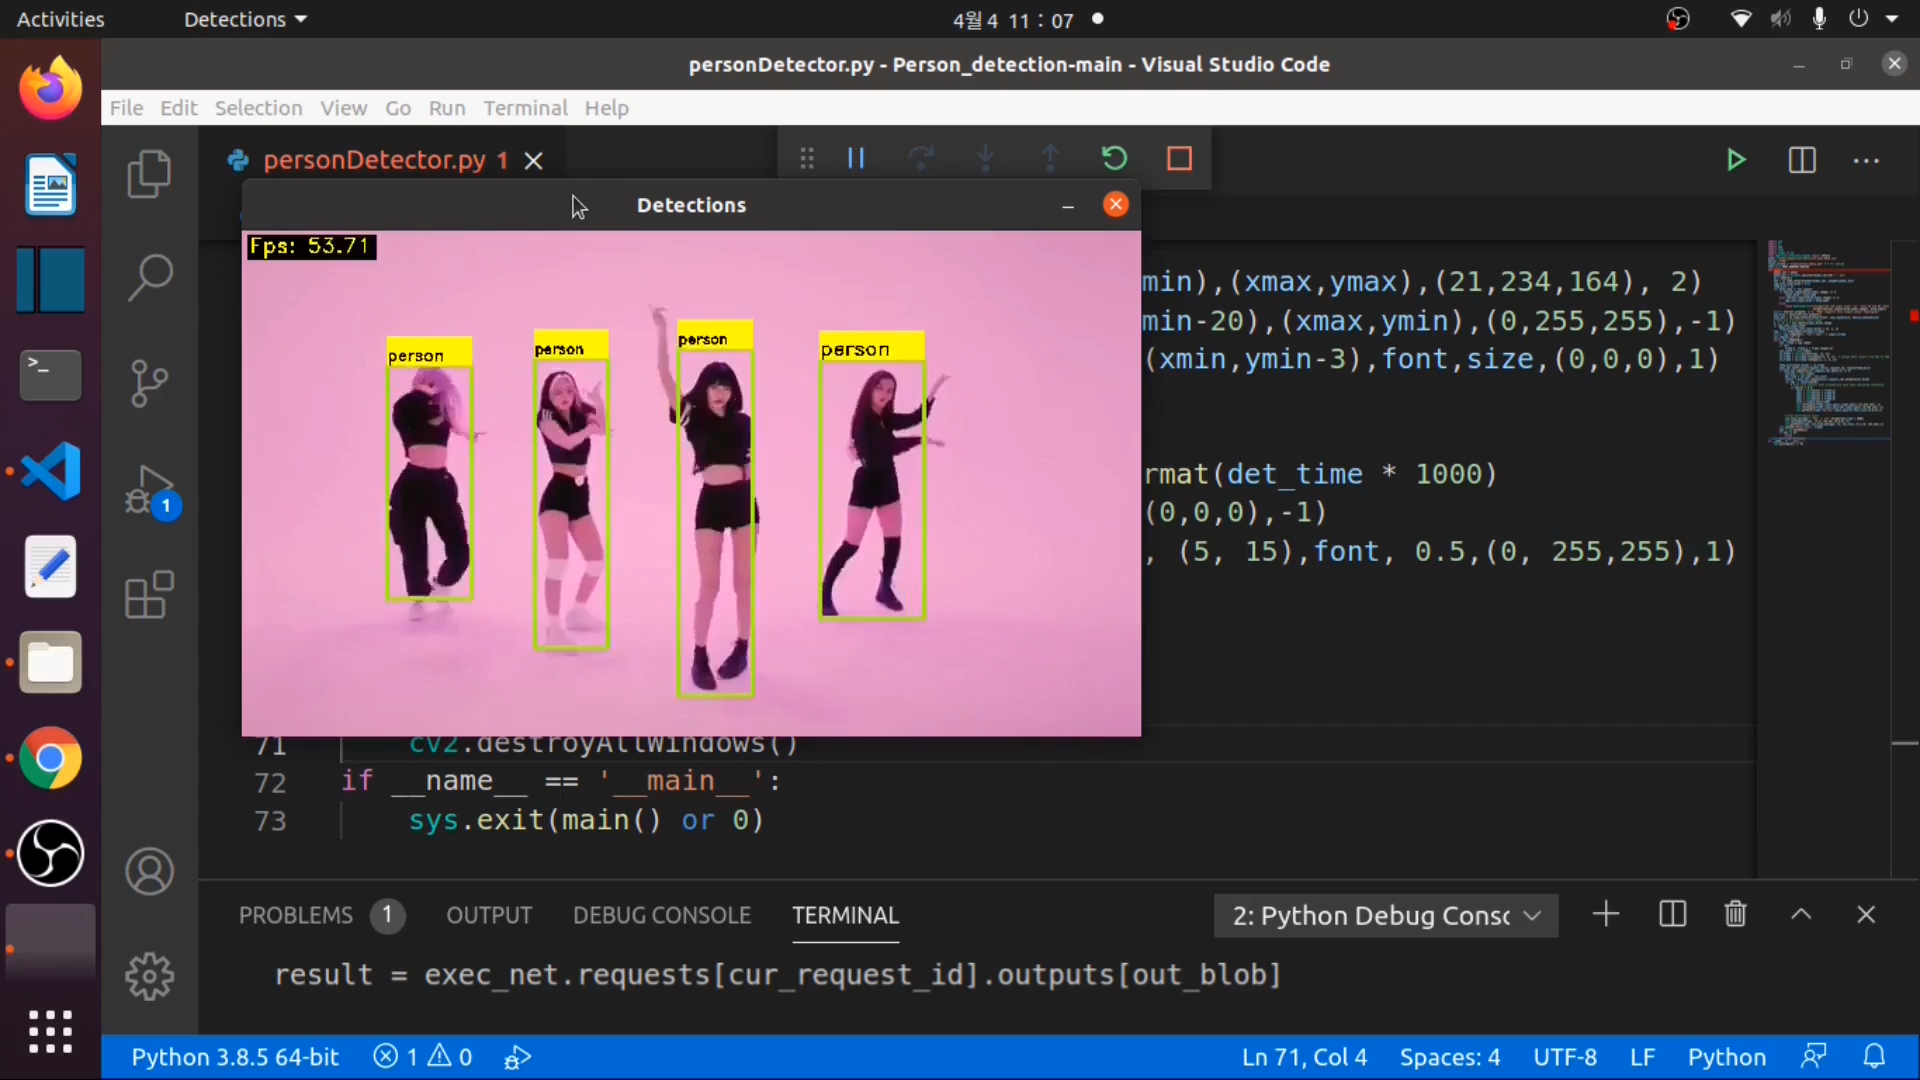 Activities
Detections
4월 4 11 : 07
personDetector.py - Person_detection-main - Visual Studio Code
File Edit Selection View Go Run Terminal Help
personDetector.py 1
Detections
Fps: 53.71
person
person
person
person
min),(xmax,ymax),(21,234,164), 2)
min-20),(xmax,ymin),(0,255,255),-1)
(xmin,ymin-3),font,size,(0,0,0),1)
rmat(det_time * 1000)
(0,0,0),-1)
, (5, 15),font, 0.5,(0, 255,255),1)
1
71 cv2.destroyAllWindows()
72 if __name__ == '__main__':
73 sys.exit(main() or 0)
PROBLEMS 1 OUTPUT DEBUG CONSOLE TERMINAL
2: Python Debug Consc
result = exec_net.requests[cur_request_id].outputs[out_blob]
Python 3.8.5 64-bit 1 0
Ln 71, Col 4 Spaces: 4 UTF-8 LF Python